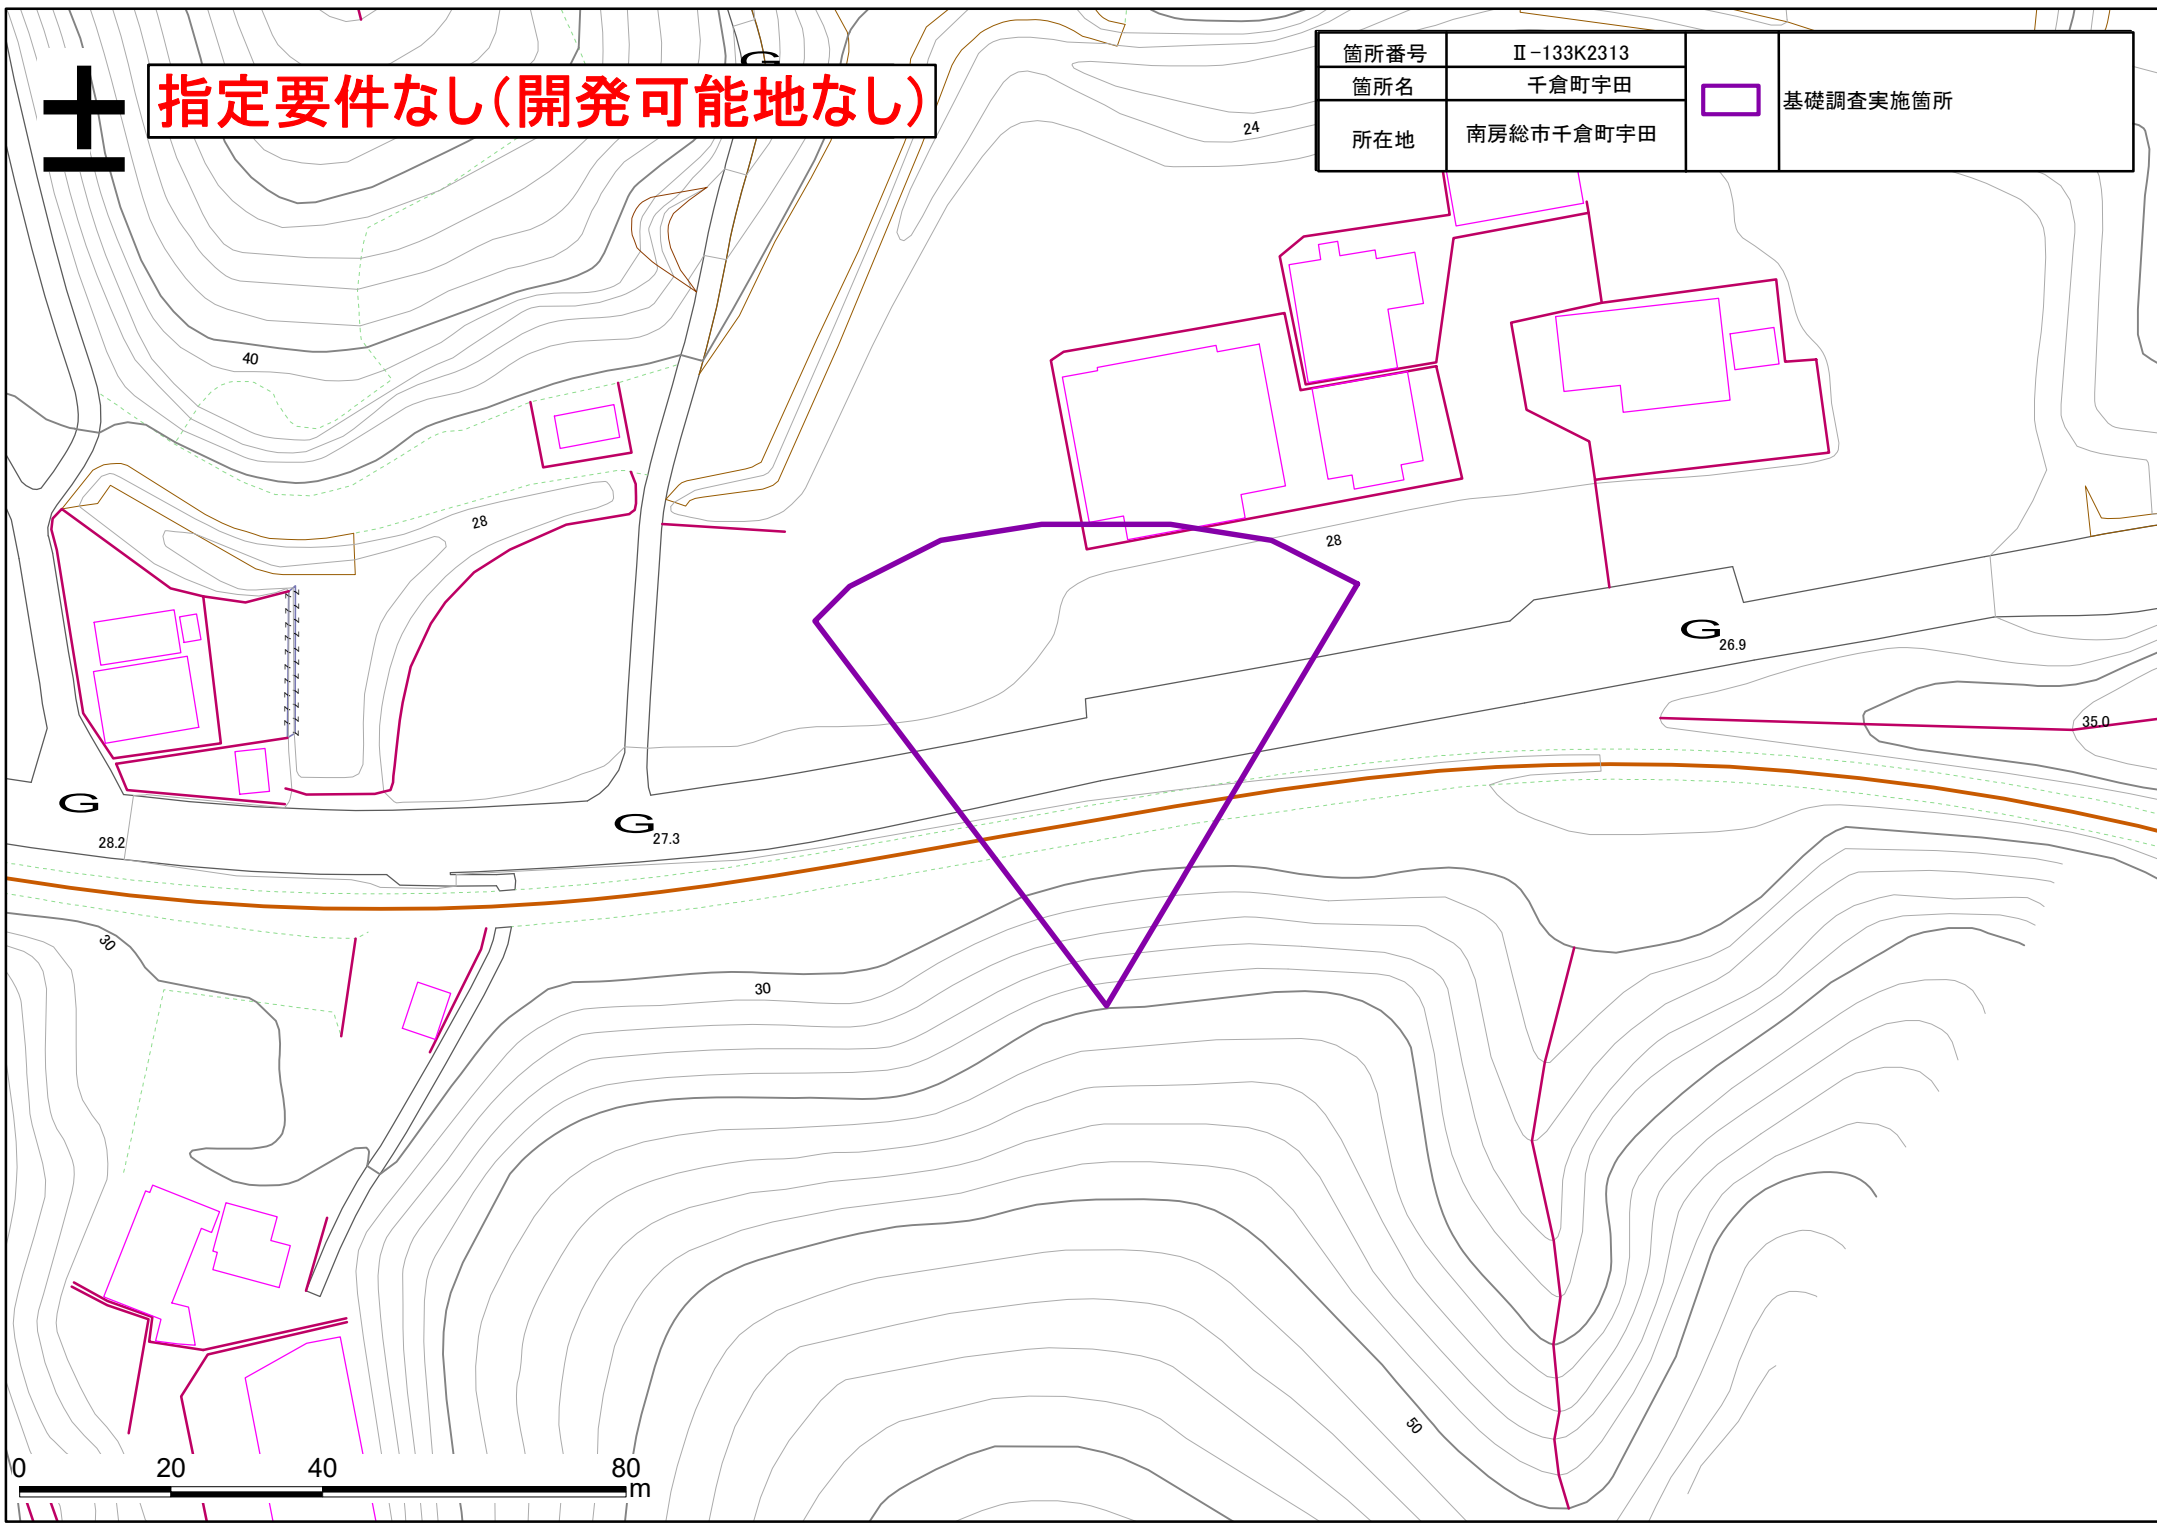 指定要件なし(開発可能地なし)
箇所番号 Ⅱ-133K2313
箇所名 千倉町宇田
所在地 南房総市千倉町宇田
基礎調査実施箇所
G
24
40
28
28
G
26.9
35.0
G
28.2
G
27.3
30
30
50
0 20 40 80
m